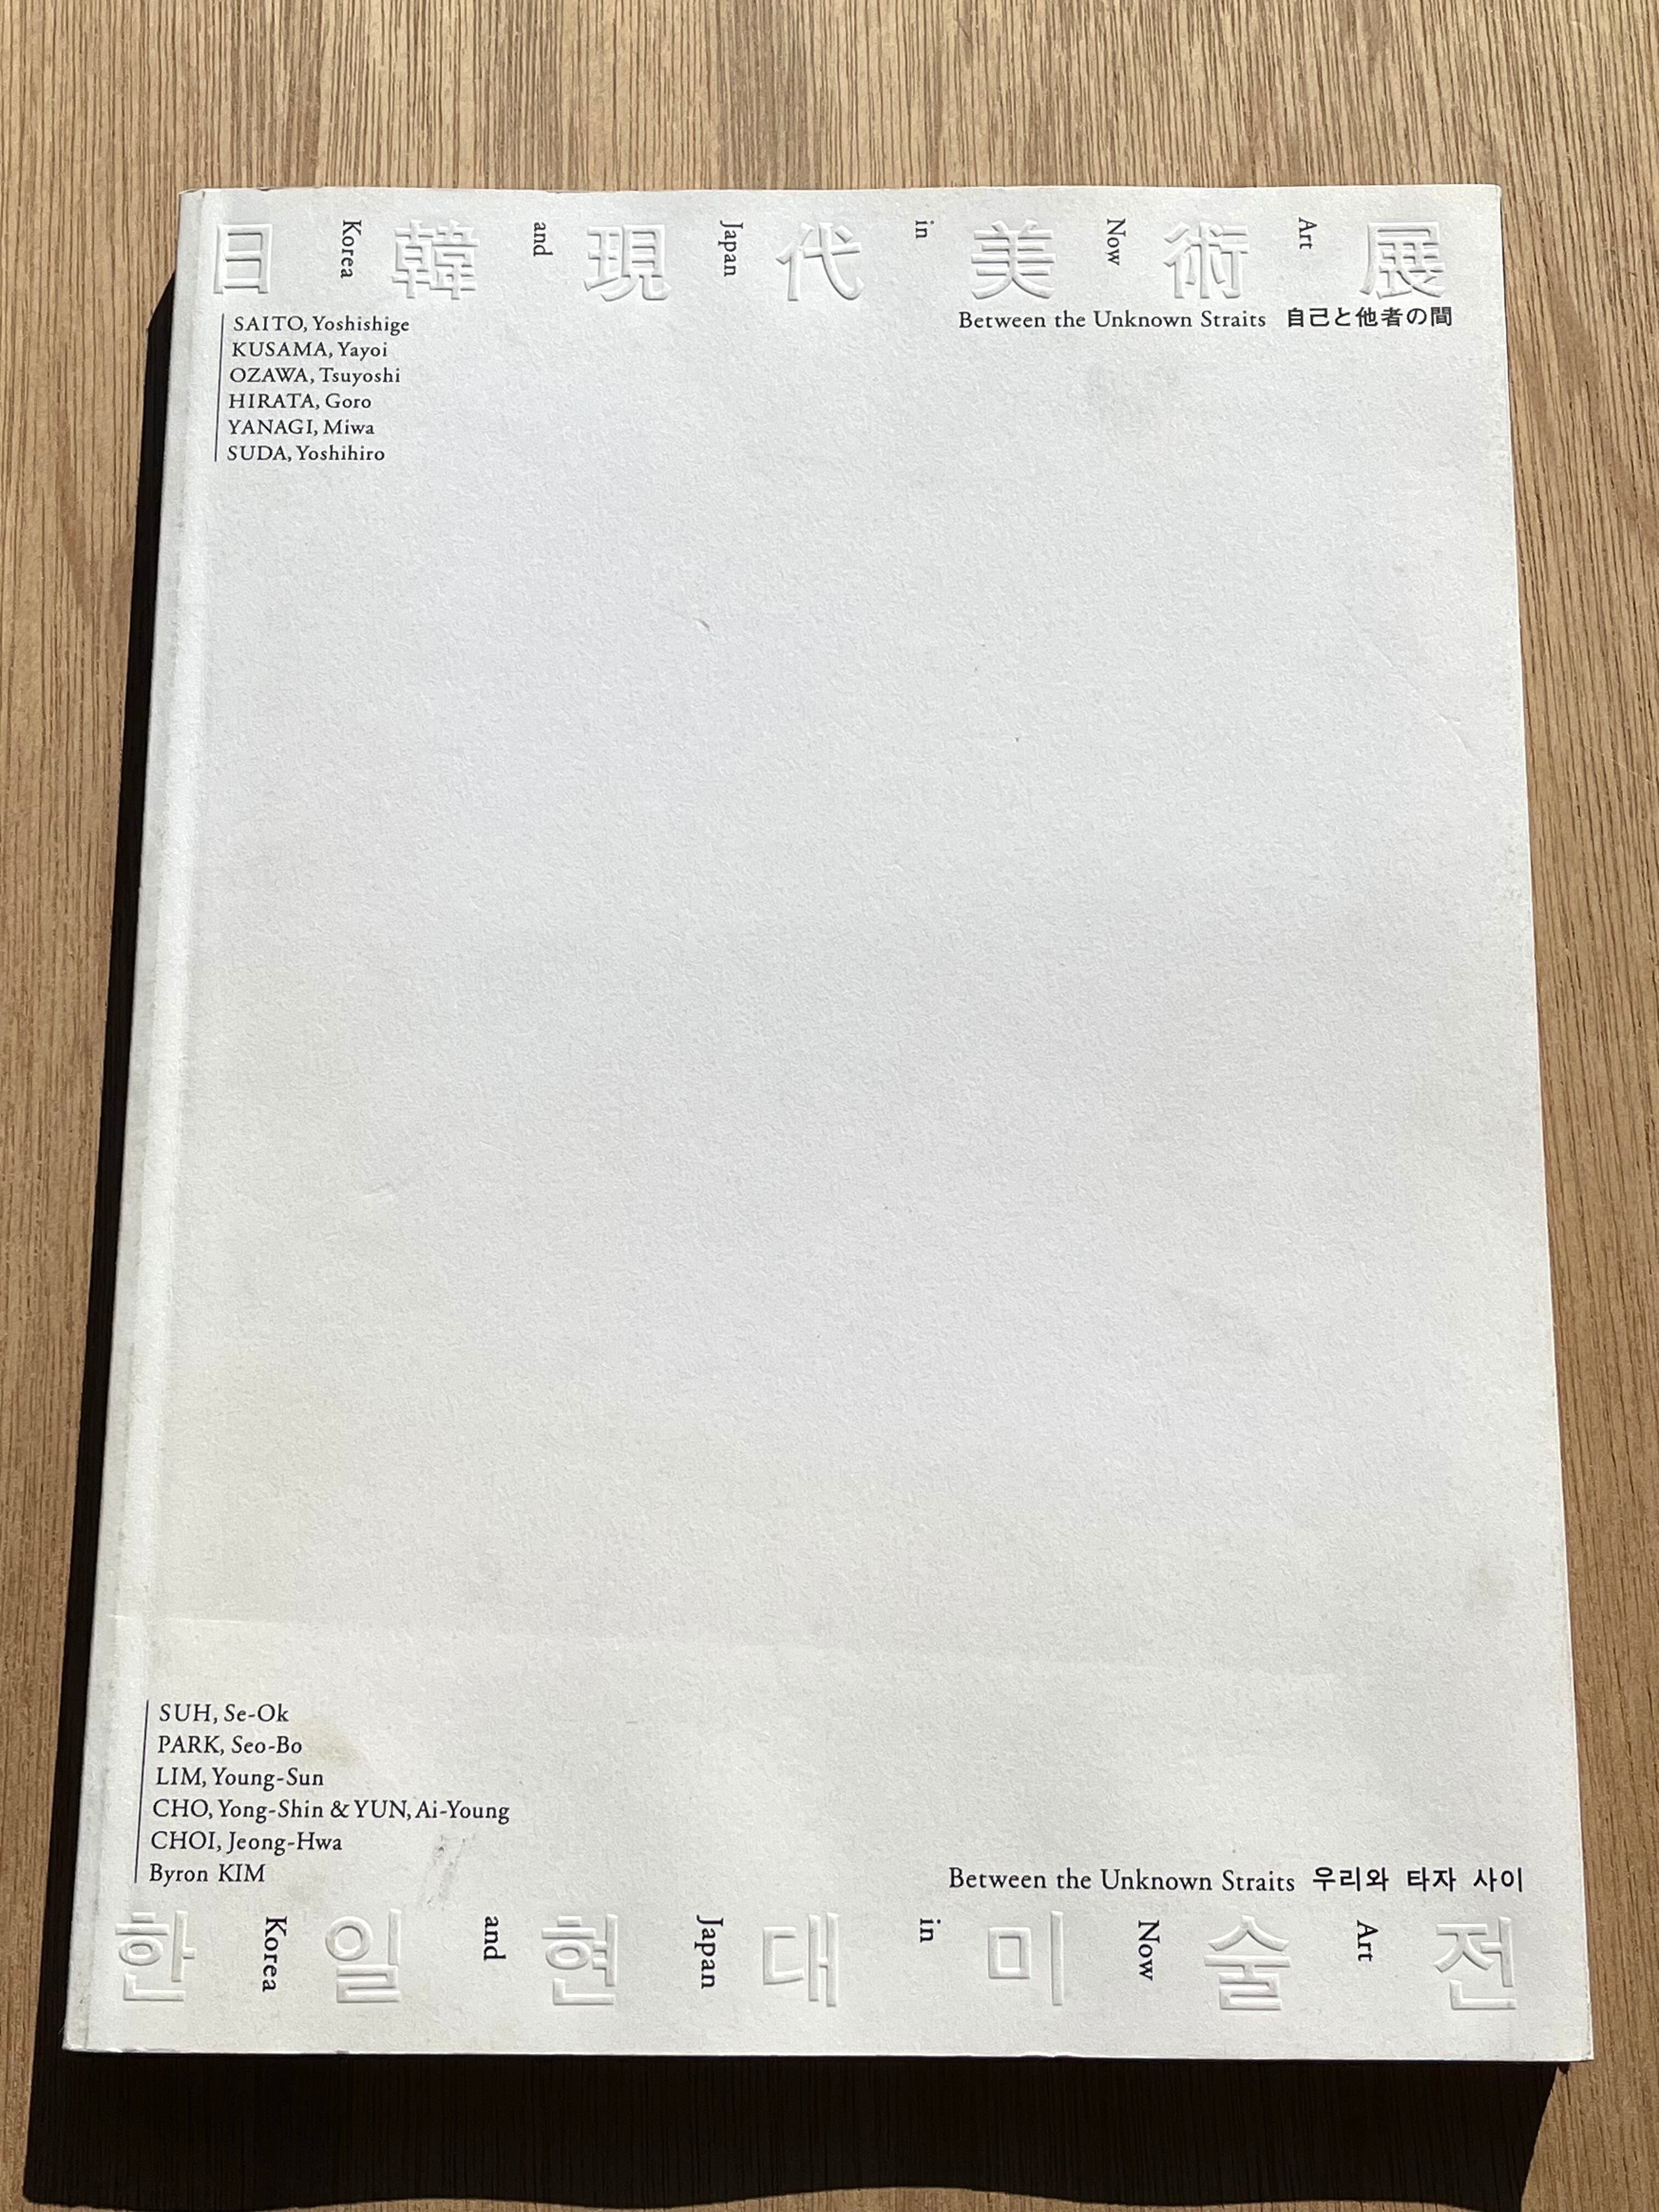 日 Korea 韓 and 現 Japan 代 in 美 Now 術 Art 展
Between the Unknown Straits 自己と他者の間
SAITO, Yoshishige
KUSAMA, Yayoi
OZAWA, Tsuyoshi
HIRATA, Goro
YANAGI, Miwa
SUDA, Yoshihiro
SUH, Se-Ok
PARK, Seo-Bo
LIM, Young-Sun
CHO, Yong-Shin & YUN, Ai-Young
CHOI, Jeong-Hwa
Byron KIM
Between the Unknown Straits 우리와 타자 사이
한 Korea 일 and 현 Japan 대 in 미 Now 술 Art 전